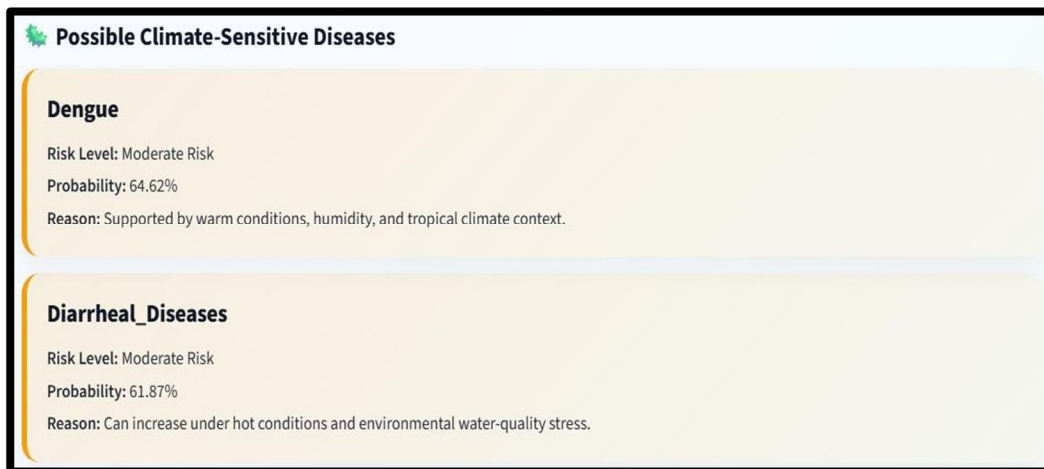 Possible Climate-Sensitive Diseases
Dengue
Risk Level: Moderate Risk
Probability: 64.62%
Reason: Supported by warm conditions, humidity, and tropical climate context.
Diarrheal_Diseases
Risk Level: Moderate Risk
Probability: 61.87%
Reason: Can increase under hot conditions and environmental water-quality stress.